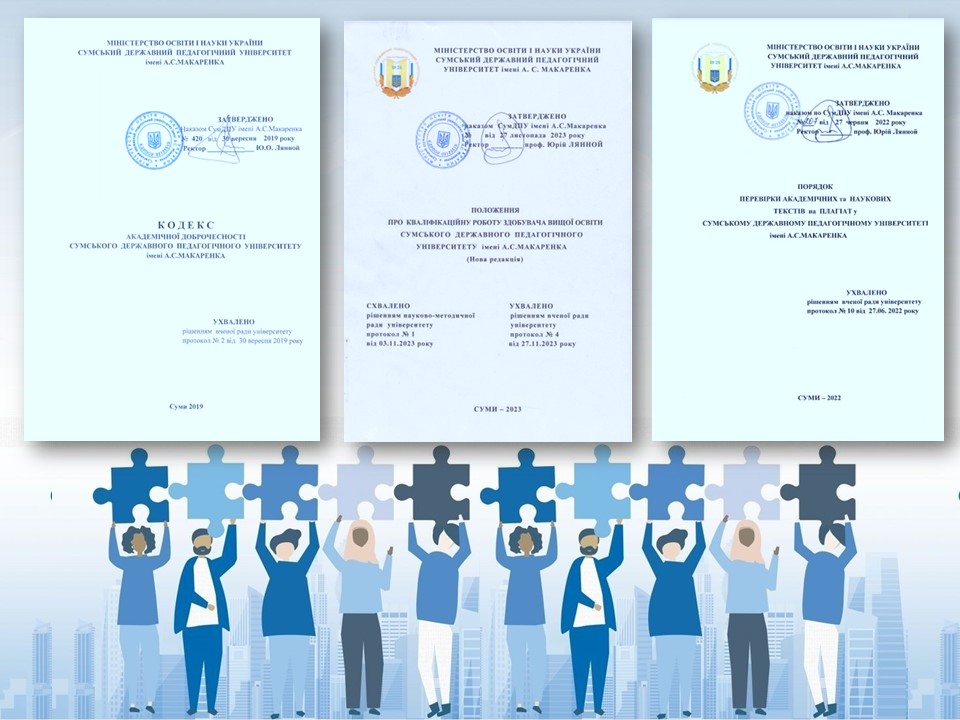 МІНІСТЕРСТВО ОСВІТИ І НАУКИ УКРАЇНИ
СУМСЬКИЙ ДЕРЖАВНИЙ ПЕДАГОГІЧНИЙ УНІВЕРСИТЕТ
імені А.С.МАКАРЕНКА
ЗАТВЕРДЖЕНО
Наказом СумДПУ імені А.С.Макаренка
№ 420 від 30 вересня 2019 року
Ректор Ю.О. Лянной
К О Д Е К С
АКАДЕМІЧНОЇ ДОБРОЧЕСНОСТІ
СУМСЬКОГО ДЕРЖАВНОГО ПЕДАГОГІЧНОГО УНІВЕРСИТЕТУ
імені А.С.МАКАРЕНКА
УХВАЛЕНО
рішенням вченої ради університету
протокол № 2 від 30 вересня 2019 року
Суми 2019
МІНІСТЕРСТВО ОСВІТИ І НАУКИ УКРАЇНИ
СУМСЬКИЙ ДЕРЖАВНИЙ ПЕДАГОГІЧНИЙ
УНІВЕРСИТЕТ імені А. С. МАКАРЕНКА
ЗАТВЕРДЖЕНО
наказом СумДПУ імені А.С.Макаренка
№ від 27 листопада 2023 року
Ректор проф. Юрій ЛЯННОЙ
ПОЛОЖЕННЯ
ПРО КВАЛІФІКАЦІЙНУ РОБОТУ ЗДОБУВАЧА ВИЩОЇ ОСВІТИ
СУМСЬКОГО ДЕРЖАВНОГО ПЕДАГОГІЧНОГО
УНІВЕРСИТЕТУ імені А.С.МАКАРЕНКА
(Нова редакція)
СХВАЛЕНО
рішенням науково-методичної
ради університету
протокол № 1
від 03.11.2023 року
УХВАЛЕНО
рішенням вченої ради
університету
протокол № 4
від 27.11.2023 року
СУМИ – 2023
МІНІСТЕРСТВО ОСВІТИ І НАУКИ УКРАЇНИ
СУМСЬКИЙ ДЕРЖАВНИЙ ПЕДАГОГІЧНИЙ
УНІВЕРСИТЕТ імені А.С.МАКАРЕНКА
ЗАТВЕРДЖЕНО
наказом по СумДПУ імені А.С. Макаренка
№ від 27 червня 2022 року
Ректор проф. Юрій Лянной
ПОРЯДОК
ПЕРЕВІРКИ АКАДЕМІЧНИХ та НАУКОВИХ
ТЕКСТІВ на ПЛАГІАТ у
СУМСЬКОМУ ДЕРЖАВНОМУ ПЕДАГОГІЧНОМУ УНІВЕРСИТЕТІ
імені А.С.МАКАРЕНКА
УХВАЛЕНО
рішенням вченої ради університету
протокол № 10 від 27.06. 2022 року
СУМИ – 2022